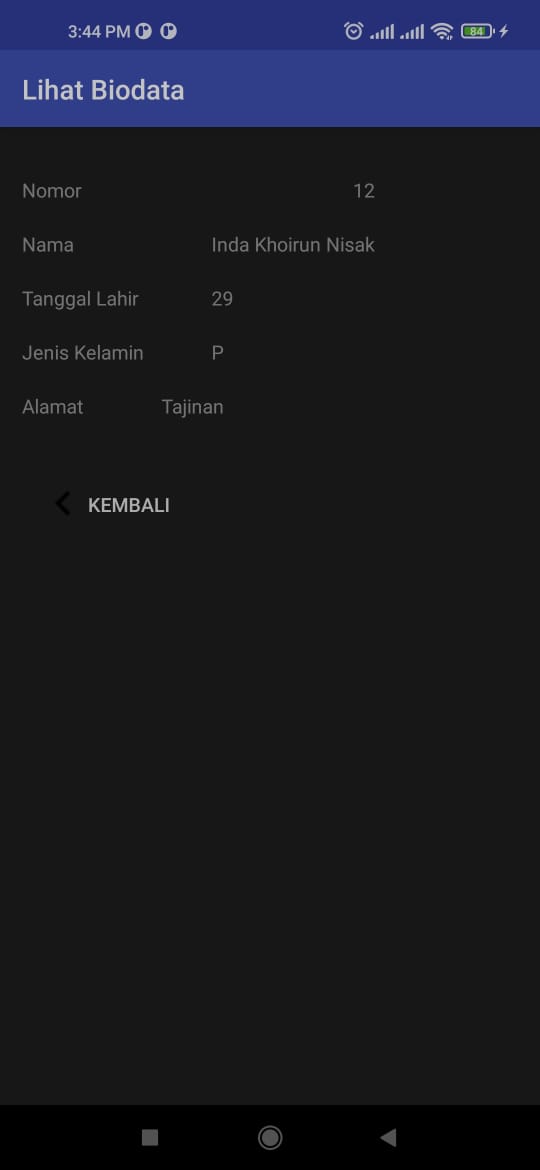 3:44 PM 84
Lihat Biodata
Nomor 12
Nama Inda Khoirun Nisak
Tanggal Lahir 29
Jenis Kelamin P
Alamat Tajinan
KEMBALI